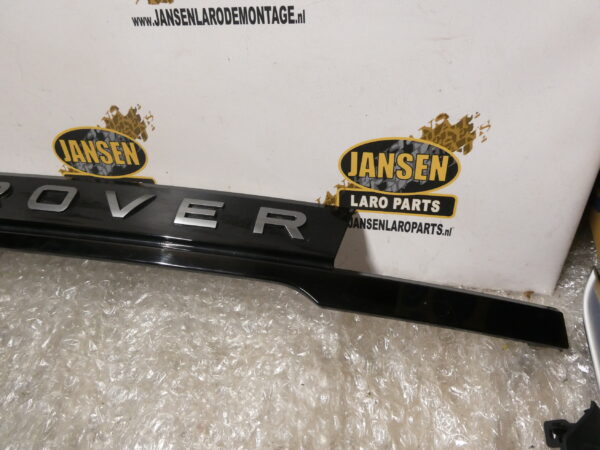 www.JANSENLARODEMONTAGE.nl
JANSEN
JANSEN
LARO PARTS
JANSENLAROPARTS.nl
ROVER